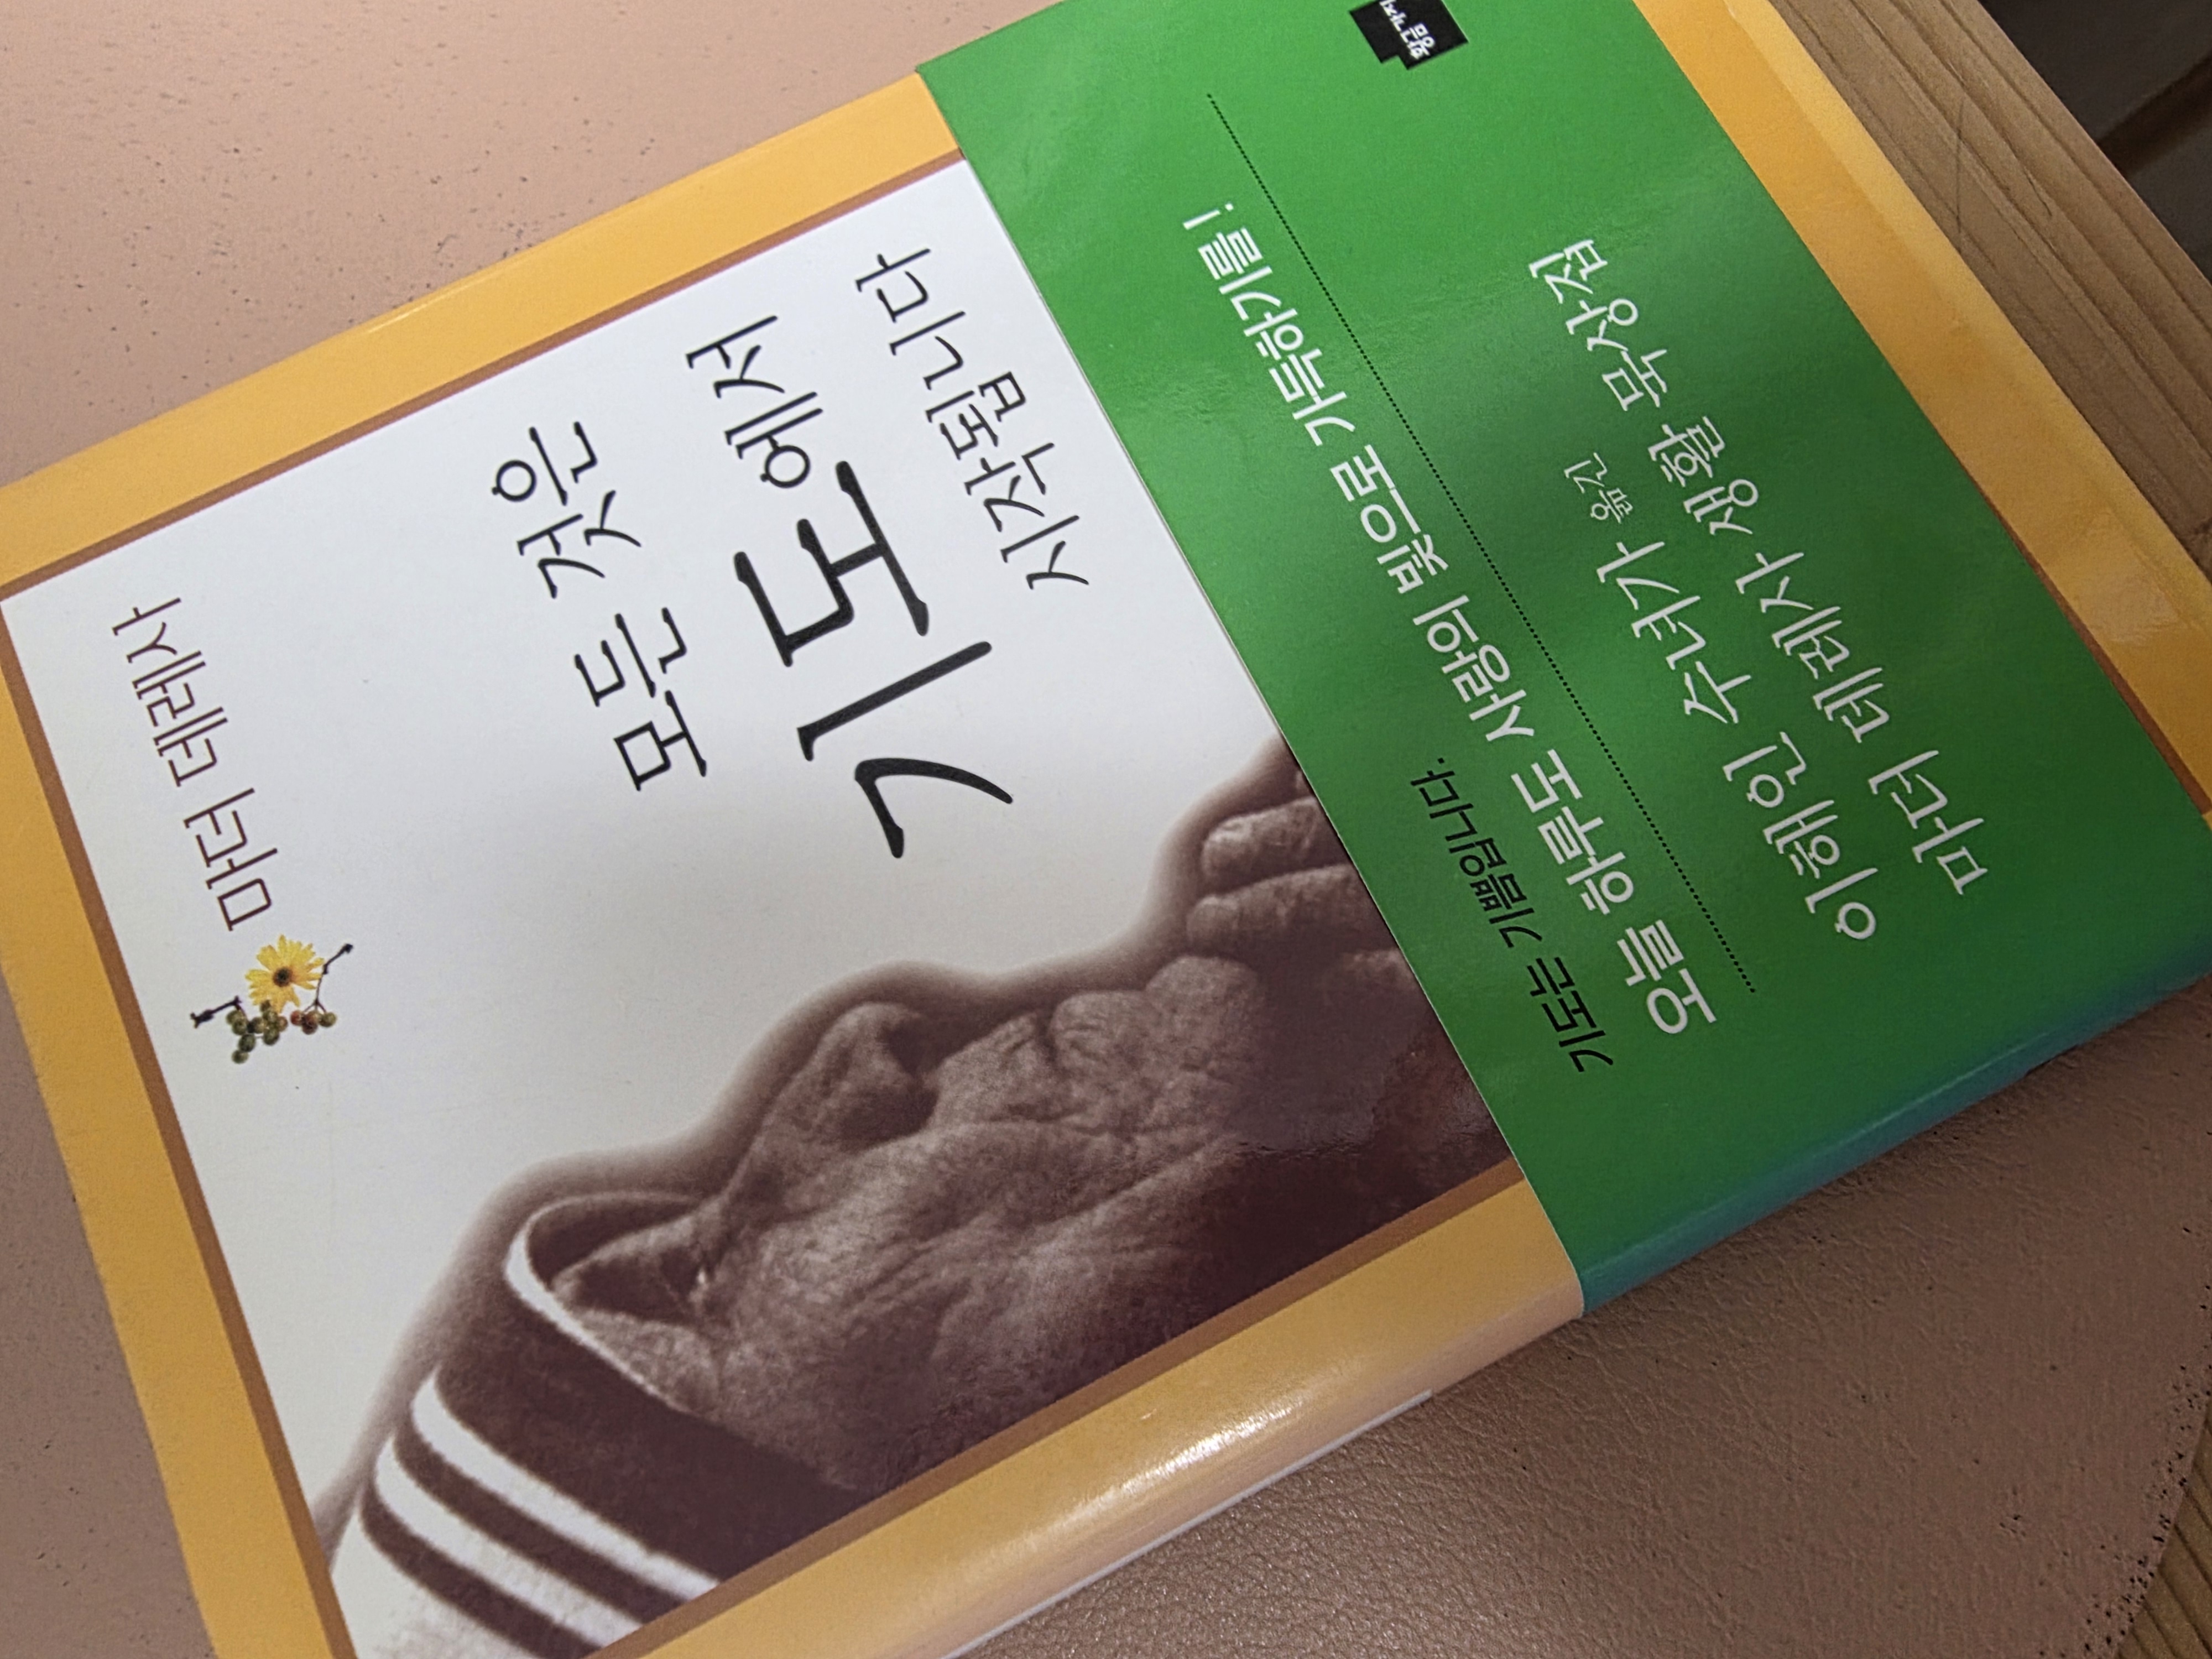 마더 데레사
모든 것은
기도에서
시작됩니다
기도는 기쁨입니다.
오늘 하루도 사랑의 빛으로 가득하기를!
이해인 수녀가 옮긴
마더 데레사 생활 묵상집